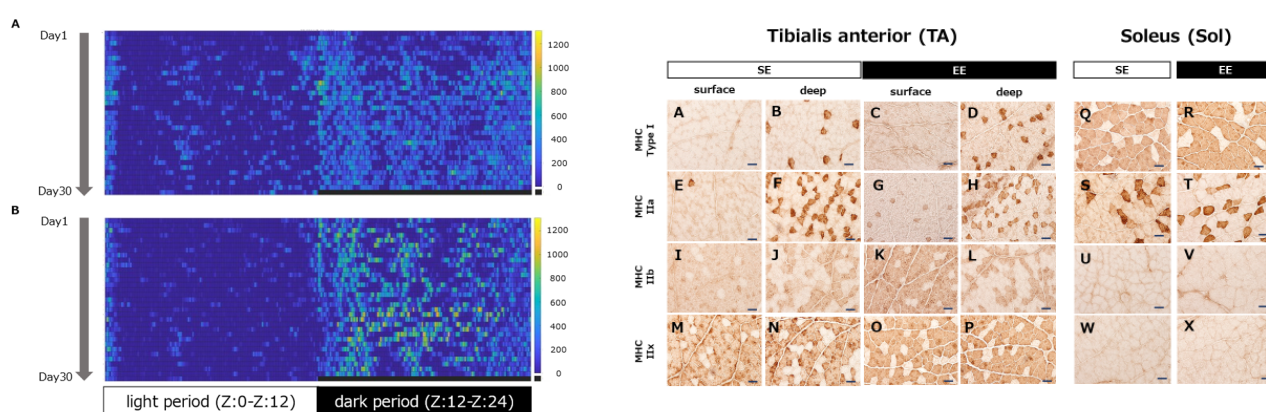 A
Day1
Day30
1200
1000
800
600
400
200
0
B
Day1
Day30
1200
1000
800
600
400
200
0
light period (Z:0-Z:12)
dark period (Z:12-Z:24)
Tibialis anterior (TA)
Soleus (Sol)
SE
EE
SE
EE
surface
deep
surface
deep
MHC
Type I
A
B
C
D
Q
R
MHC
IIa
E
F
G
H
S
T
MHC
IIb
I
J
K
L
U
V
MHC
IIx
M
N
O
P
W
X